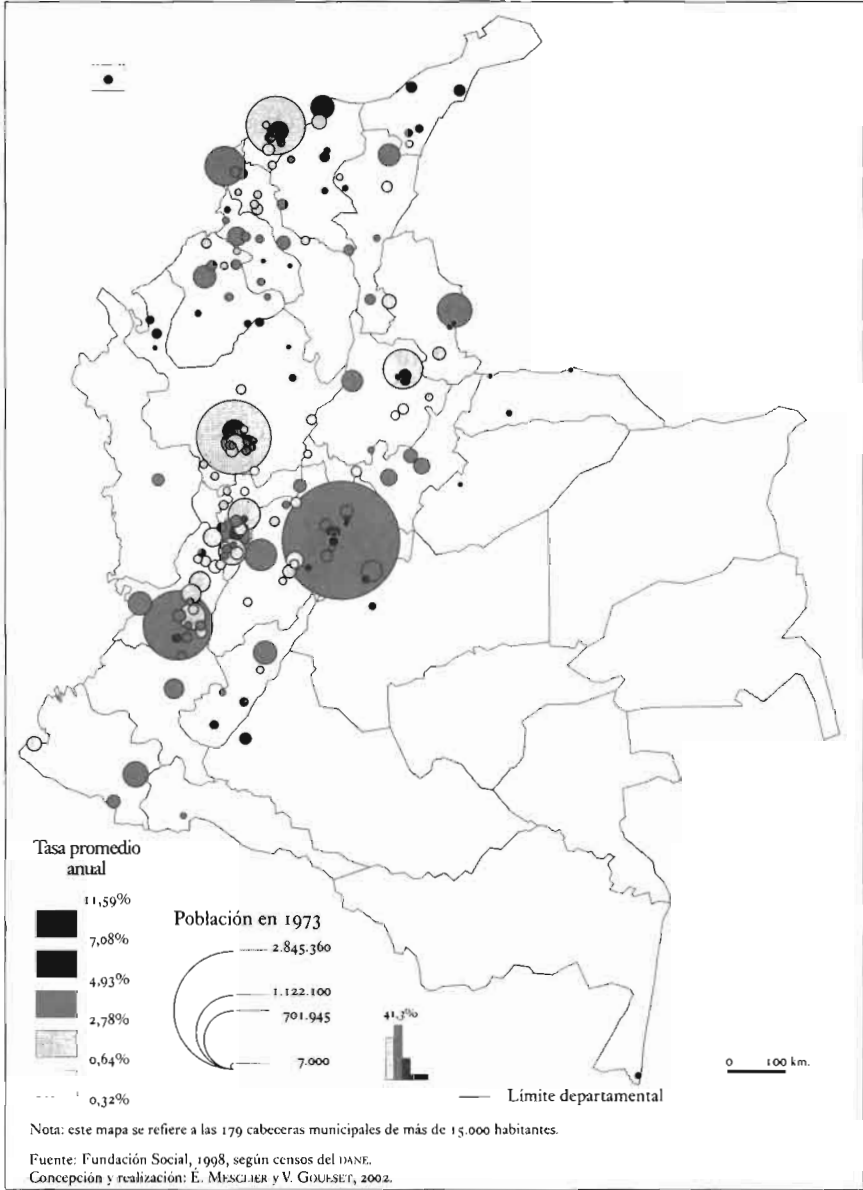 Tasa promedio
anual
11,59%
7,08%
4,93%
2,78%
0,64%
0,32%
Población en 1973
2.845.360
1.122.100
701.945
7.000
41,3%
0 100 km.
Límite departamental
Nota: este mapa se refiere a las 179 cabeceras municipales de más de 15.000 habitantes.
Fuente: Fundación Social, 1998, según censos del DANE.
Concepción y realización: É. MESCLIER y V. GOUESET, 2002.